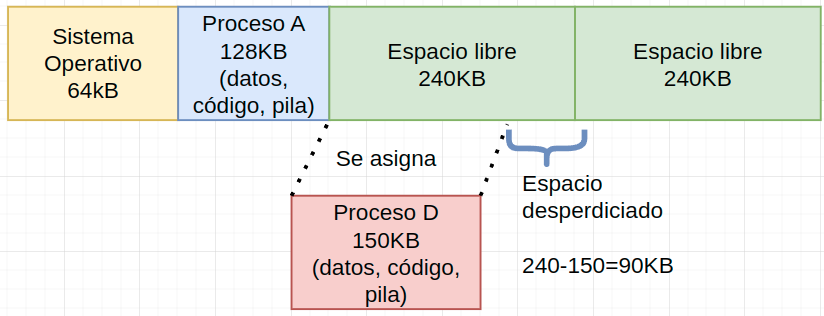 Sistema
Operativo
64kB
Proceso A
128KB
(datos,
código, pila)
Espacio libre
240KB
Espacio libre
240KB
Se asigna
Proceso D
150KB
(datos, código,
pila)
Espacio
desperdiciado
240-150=90KB